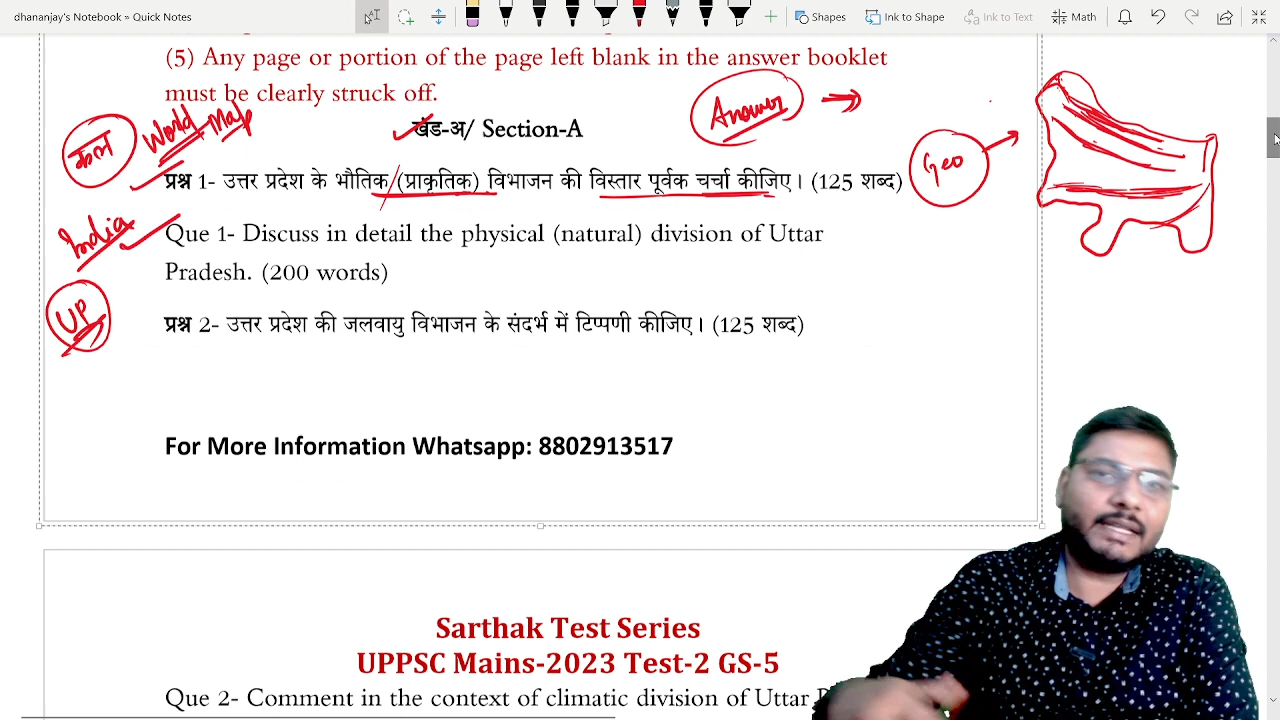 dhananjay's Notebook » Quick Notes
Shapes
Ink to Shape
Ink to Text
Math
(5) Any page or portion of the page left blank in the answer booklet
must be clearly struck off.
कल
World Map
Answer
खंड-अ/ Section-A
Geo
प्रश्न 1- उत्तर प्रदेश के भौतिक/(प्राकृतिक) विभाजन की विस्तार पूर्वक चर्चा कीजिए। (125 शब्द)
India
Que 1- Discuss in detail the physical (natural) division of Uttar
Pradesh. (200 words)
UP
प्रश्न 2- उत्तर प्रदेश की जलवायु विभाजन के संदर्भ में टिप्पणी कीजिए। (125 शब्द)
For More Information Whatsapp: 8802913517
Sarthak Test Series
UPPSC Mains-2023 Test-2 GS-5
Que 2- Comment in the context of climatic division of Uttar